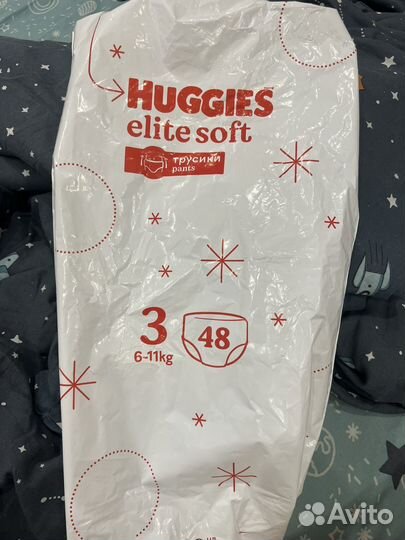 HUGGIES
elite soft
трусики
pants
3
48
6-11kg
Avito